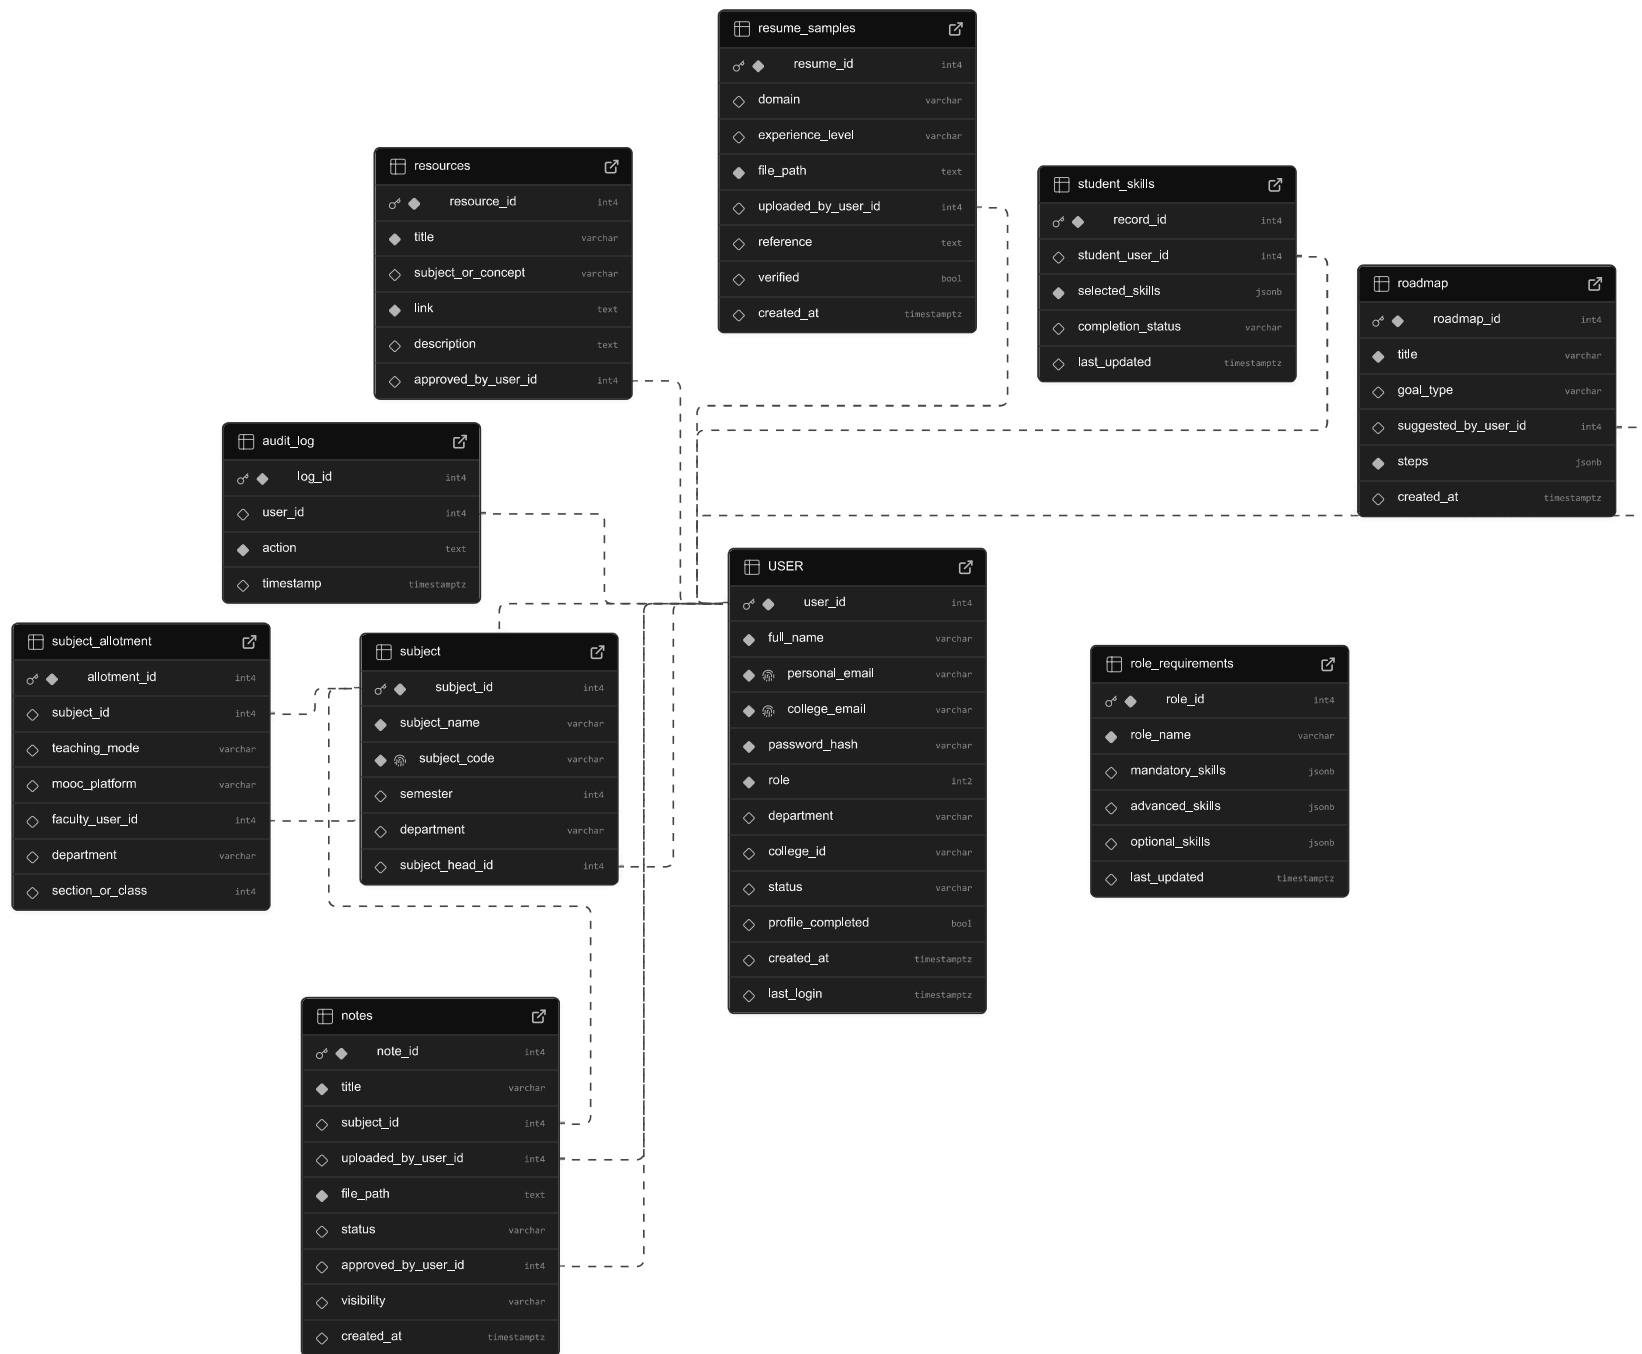 resume_samples
resume_id int4
domain varchar
experience_level varchar
file_path text
uploaded_by_user_id int4
reference text
verified bool
created_at timestamptz
resources
resource_id int4
title varchar
subject_or_concept varchar
link text
description text
approved_by_user_id int4
student_skills
record_id int4
student_user_id int4
selected_skills jsonb
completion_status varchar
last_updated timestamptz
roadmap
roadmap_id int4
title varchar
goal_type varchar
suggested_by_user_id int4
steps jsonb
created_at timestamptz
audit_log
log_id int4
user_id int4
action text
timestamp timestamptz
USER
user_id int4
full_name varchar
personal_email varchar
college_email varchar
password_hash varchar
role int2
department varchar
college_id varchar
status varchar
profile_completed bool
created_at timestamptz
last_login timestamptz
subject_allotment
allotment_id int4
subject_id int4
teaching_mode varchar
mooc_platform varchar
faculty_user_id int4
department varchar
section_or_class int4
subject
subject_id int4
subject_name varchar
subject_code varchar
semester int4
department varchar
subject_head_id int4
role_requirements
role_id int4
role_name varchar
mandatory_skills jsonb
advanced_skills jsonb
optional_skills jsonb
last_updated timestamptz
notes
note_id int4
title varchar
subject_id int4
uploaded_by_user_id int4
file_path text
status varchar
approved_by_user_id int4
visibility varchar
created_at timestamptz